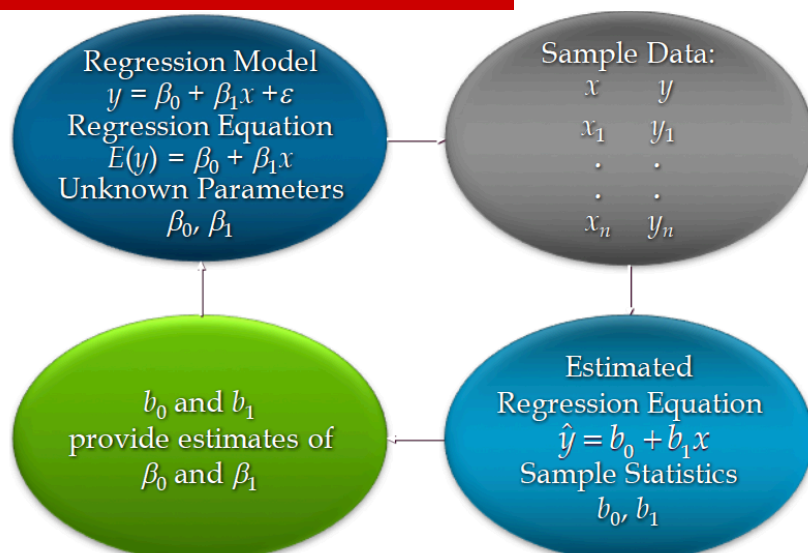 Regression Model
y = β₀ + β₁x +ε
Regression Equation
E(y) = β₀ + β₁x
Unknown Parameters
β₀, β₁
Sample Data:
x y
x₁ y₁
. .
. .
xₙ yₙ
Estimated
Regression Equation
ŷ = b₀ + b₁x
Sample Statistics
b₀, b₁
b₀ and b₁
provide estimates of
β₀ and β₁